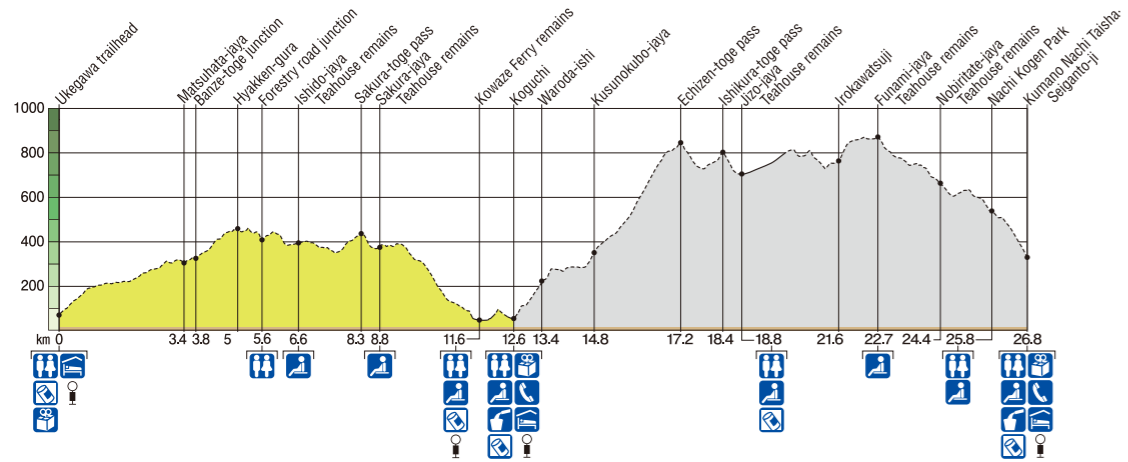 Ukegawa trailhead
Matsuhata-jaya
Banze-toge junction
Hyakken-gura
Forestry road junction
Ishido-jaya
Teahouse remains
Sakura-toge pass
Sakura-jaya
Teahouse remains
Kowaze Ferry remains
Koguchi
Waroda-ishi
Kusunokubo-jaya
Echizen-toge pass
Ishikura-toge pass
Jizo-jaya
Teahouse remains
Irokawatsuji
Funami-jaya
Teahouse remains
Nobiritate-jaya
Teahouse remains
Nachi Kogen Park
Kumano Nachi Taisha-
Seiganto-ji
1000
800
600
400
200
km 0 3.4 3.8 5 5.6 6.6 8.3 8.8 11.6 12.6 13.4 14.8 17.2 18.4 18.8 21.6 22.7 24.4 25.8 26.8